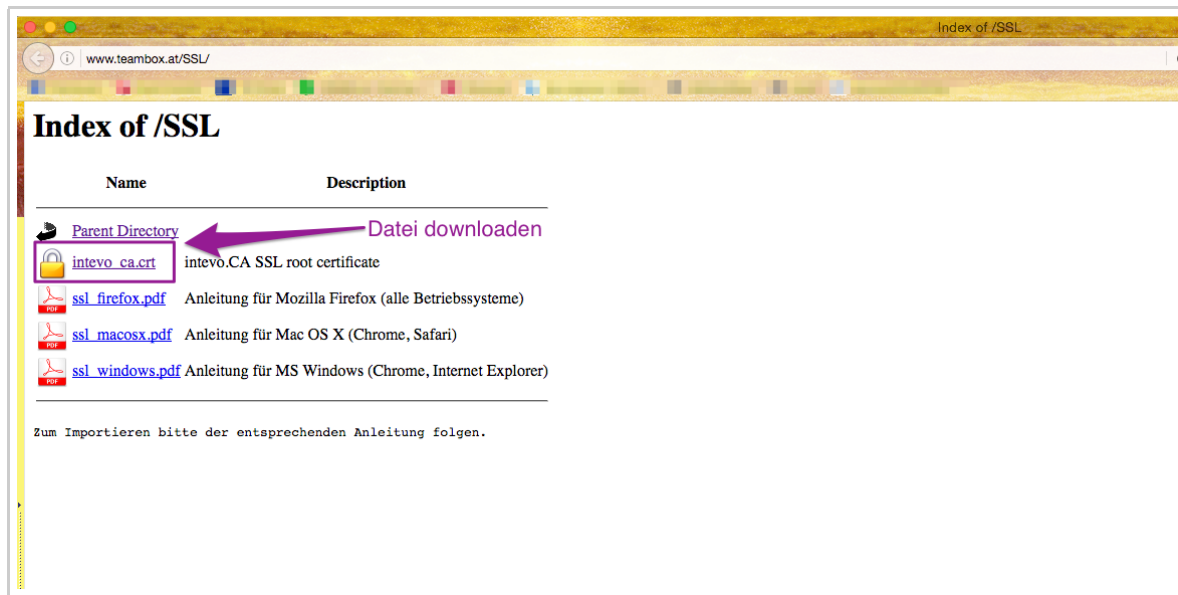 Index of /SSL
www.teambox.at/SSL/
Index of /SSL
Name Description
Parent Directory
Datei downloaden
intevo_ca.crt intevo.CA SSL root certificate
ssl_firefox.pdf Anleitung für Mozilla Firefox (alle Betriebssysteme)
ssl_macosx.pdf Anleitung für Mac OS X (Chrome, Safari)
ssl_windows.pdf Anleitung für MS Windows (Chrome, Internet Explorer)
Zum Importieren bitte der entsprechenden Anleitung folgen.